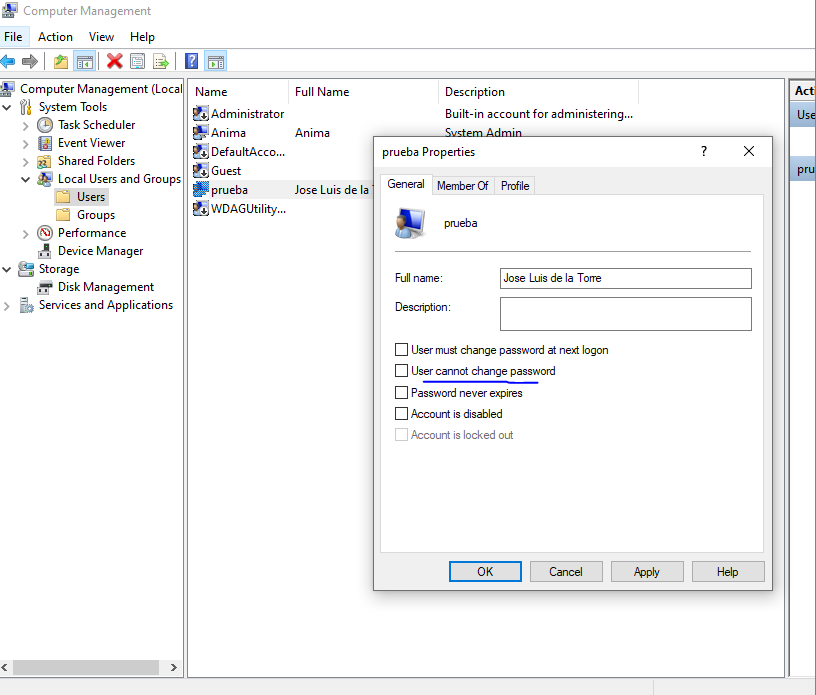 Computer Management
File Action View Help
Computer Management (Local
System Tools
Task Scheduler
Event Viewer
Shared Folders
Local Users and Groups
Users
Groups
Performance
Device Manager
Storage
Disk Management
Services and Applications
Name Full Name Description
Administrator Built-in account for administering...
Anima Anima System Admin
DefaultAcco...
Guest
prueba Jose Luis de la
WDAGUtility...
Acti
Use
pru
prueba Properties ?
General Member Of Profile
prueba
Full name: Jose Luis de la Torre
Description:
User must change password at next logon
User cannot change password
Password never expires
Account is disabled
Account is locked out
OK Cancel Apply Help